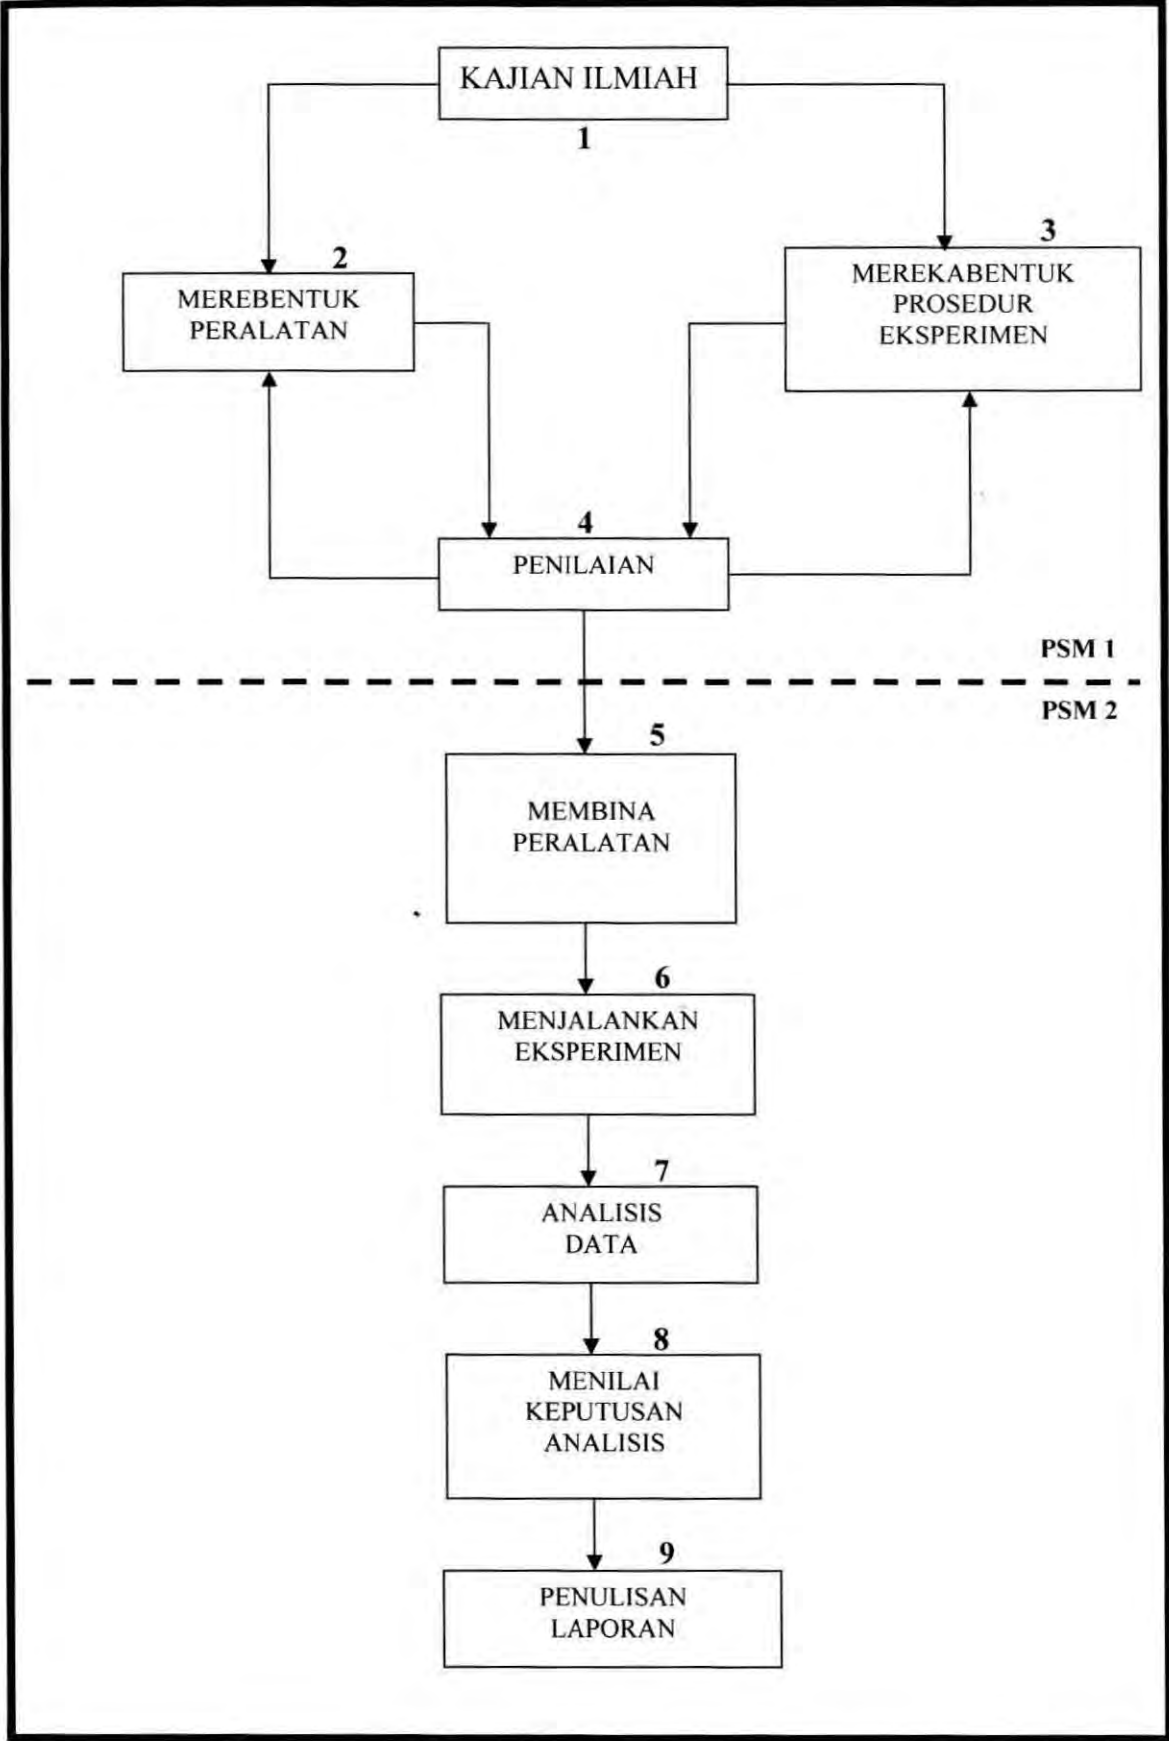 KAJIAN ILMIAH
1
2
MEREBENTUK
PERALATAN
3
MEREKABENTUK
PROSEDUR
EKSPERIMEN
4
PENILAIAN
PSM 1
PSM 2
5
MEMBINA
PERALATAN
6
MENJALANKAN
EKSPERIMEN
7
ANALISIS
DATA
8
MENILAI
KEPUTUSAN
ANALISIS
9
PENULISAN
LAPORAN